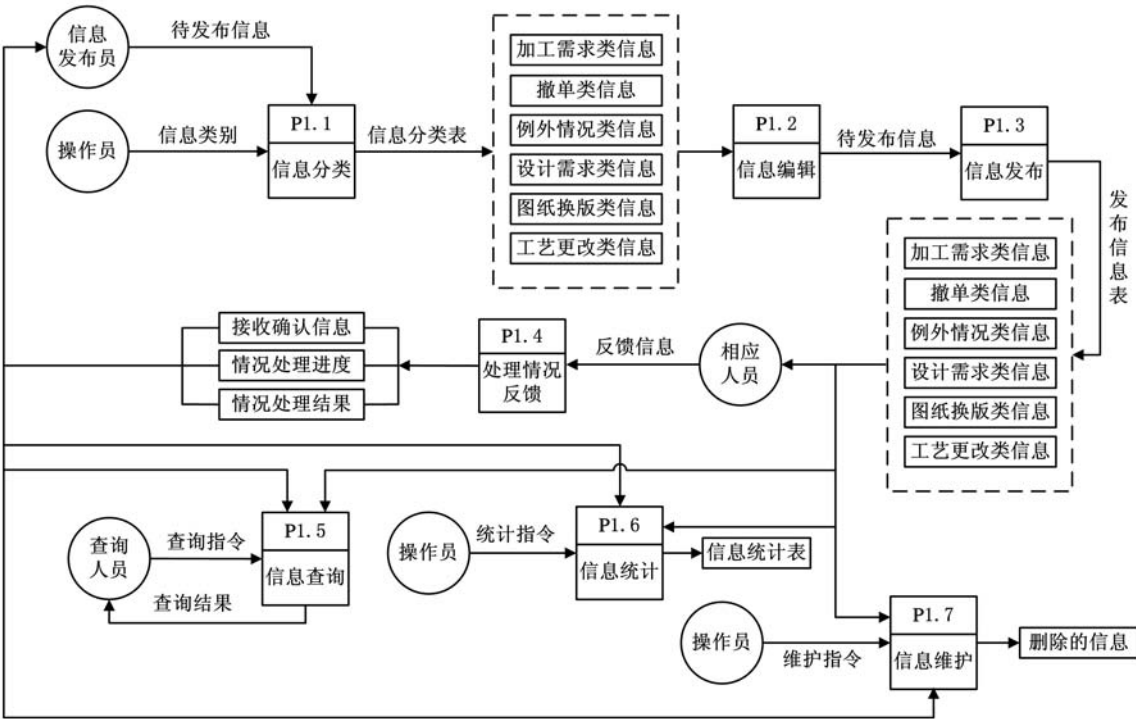 信息
发布员
待发布信息
操作员
信息类别
P1.1
信息分类
信息分类表
加工需求类信息
撤单类信息
例外情况类信息
设计需求类信息
图纸换版类信息
工艺更改类信息
P1.2
信息编辑
待发布信息
P1.3
信息发布
发布信息表
加工需求类信息
撤单类信息
例外情况类信息
设计需求类信息
图纸换版类信息
工艺更改类信息
接收确认信息
情况处理进度
情况处理结果
P1.4
处理情况
反馈
反馈信息
相应
人员
查询
人员
查询指令
查询结果
P1.5
信息查询
操作员
统计指令
P1.6
信息统计
信息统计表
操作员
维护指令
P1.7
信息维护
删除的信息